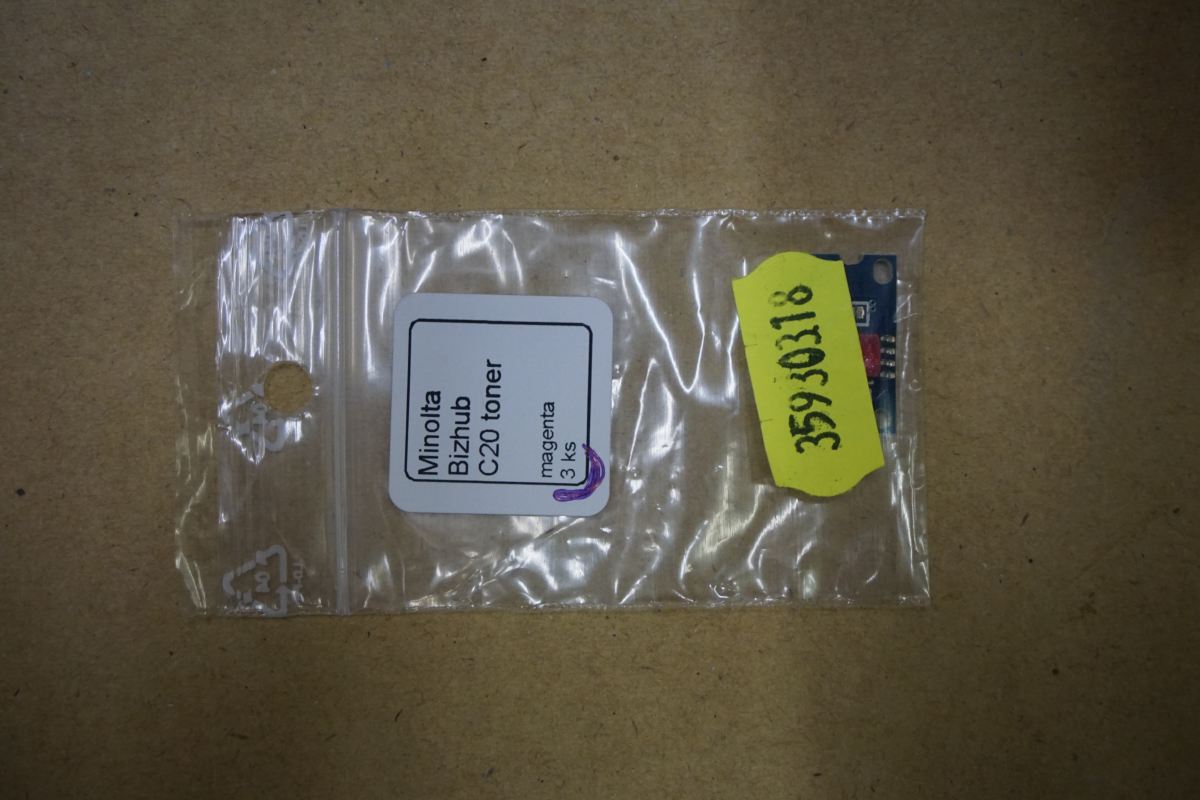 Minolta
Bizhub
C20 toner
magenta
3 ks
35930318